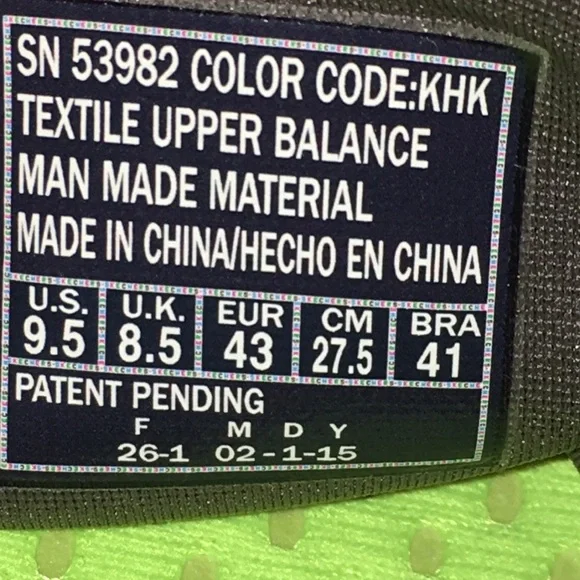 SN 53982 COLOR CODE:KHK
TEXTILE UPPER BALANCE
MAN MADE MATERIAL
MADE IN CHINA/HECHO EN CHINA
U.S. U.K. EUR CM BRA
9.5 8.5 43 27.5 41
PATENT PENDING
F M D Y
26-1 02-1-15